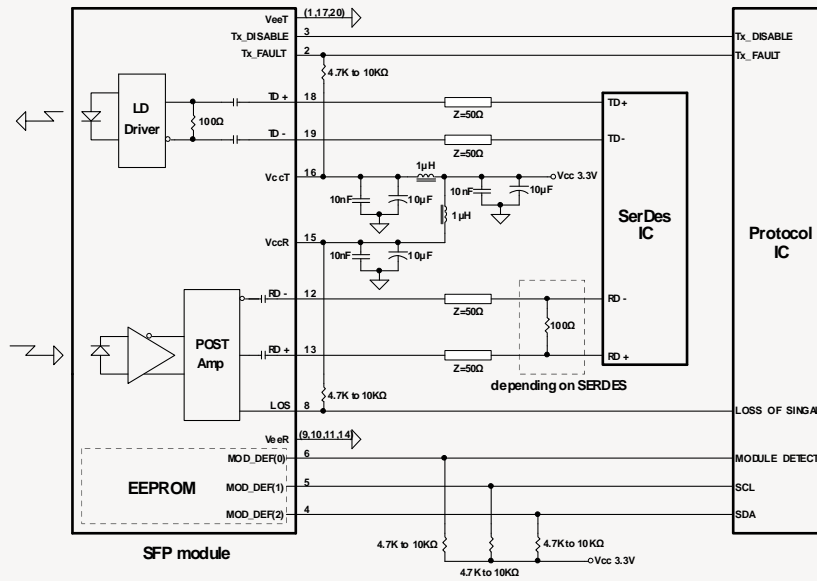 VeeT (1,17,20)
Tx_DISABLE 3 Tx_DISABLE
Tx_FAULT 2 Tx_FAULT
4.7K to 10KΩ
LD
Driver
100Ω
TD+ 18 Z=50Ω TD+
TD- 19 Z=50Ω TD-
1µH
VccT 16 Vcc 3.3V
10nF 10µF 10nF 10µF
1µH
SerDes
IC
Protocol
IC
VccR 15
10nF 10µF
RD- 12 Z=50Ω RD-
100Ω
POST
Amp
RD+ 13 Z=50Ω RD+
depending on SERDES
4.7K to 10KΩ
LOS 8 LOSS OF SINGAL
VeeR (9,10,11,14)
MOD_DEF(0) 6 MODULE DETECT
EEPROM
MOD_DEF(1) 5 SCL
MOD_DEF(2) 4 SDA
4.7K to 10KΩ 4.7K to 10KΩ
SFP module
Vcc 3.3V
4.7K to 10KΩ